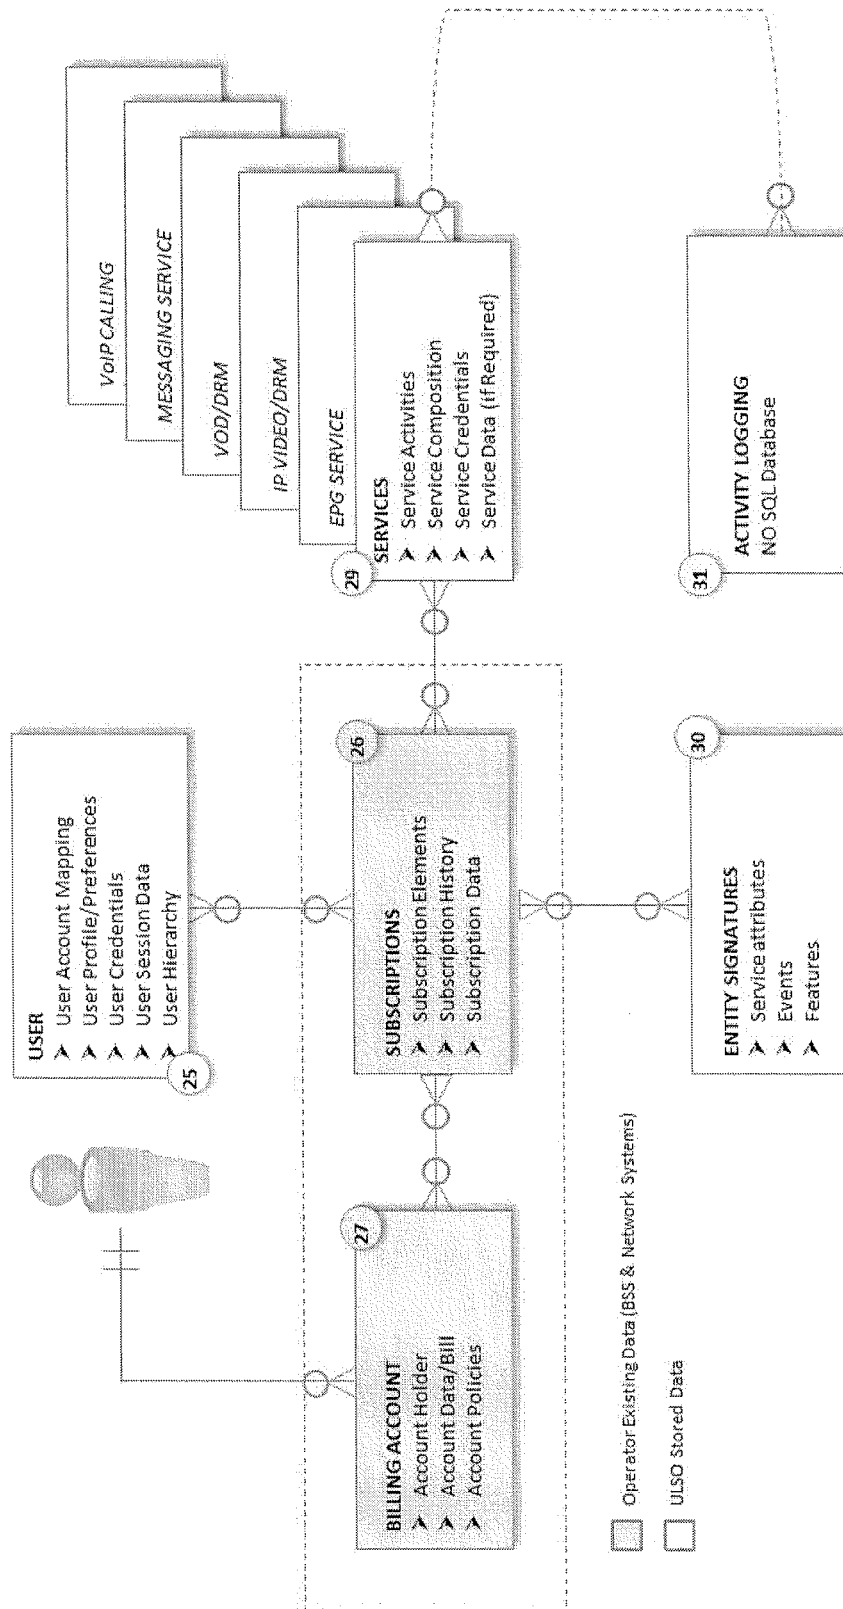 USER
User Account Mapping
User Profile/Preferences
User Credentials
User Session Data
User Hierarchy
25
VoIP CALLING
MESSAGING SERVICE
VOD/DRM
IP VIDEO/DRM
EPG SERVICE
29
SERVICES
Service Activities
Service Composition
Service Credentials
Service Data (if Required)
27
BILLING ACCOUNT
Account Holder
Account Data/Bill
Account Policies
26
SUBSCRIPTIONS
Subscription Elements
Subscription History
Subscription Data
30
ENTITY SIGNATURES
Service attributes
Events
Features
31
ACTIVITY LOGGING
NO SQL Database
Operator Existing Data (BSS & Network Systems)
ULSO Stored Data